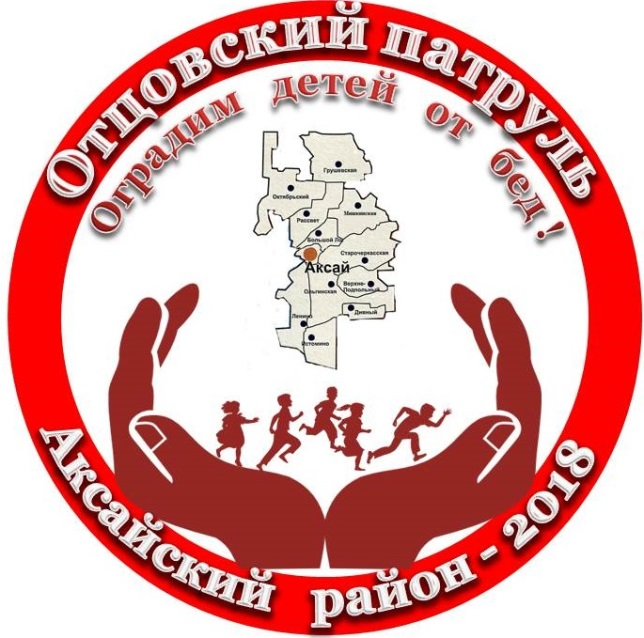 Отцовский патруль
Оградим детей от бед!
Грушевская
Октябрьский
Мишкинская
Рассвет
Большой Лог
Старочеркасская
Аксай
Ольгинская
Верхне-
Подпольный
Ленина
Дивный
Истомино
Аксайский район - 2018